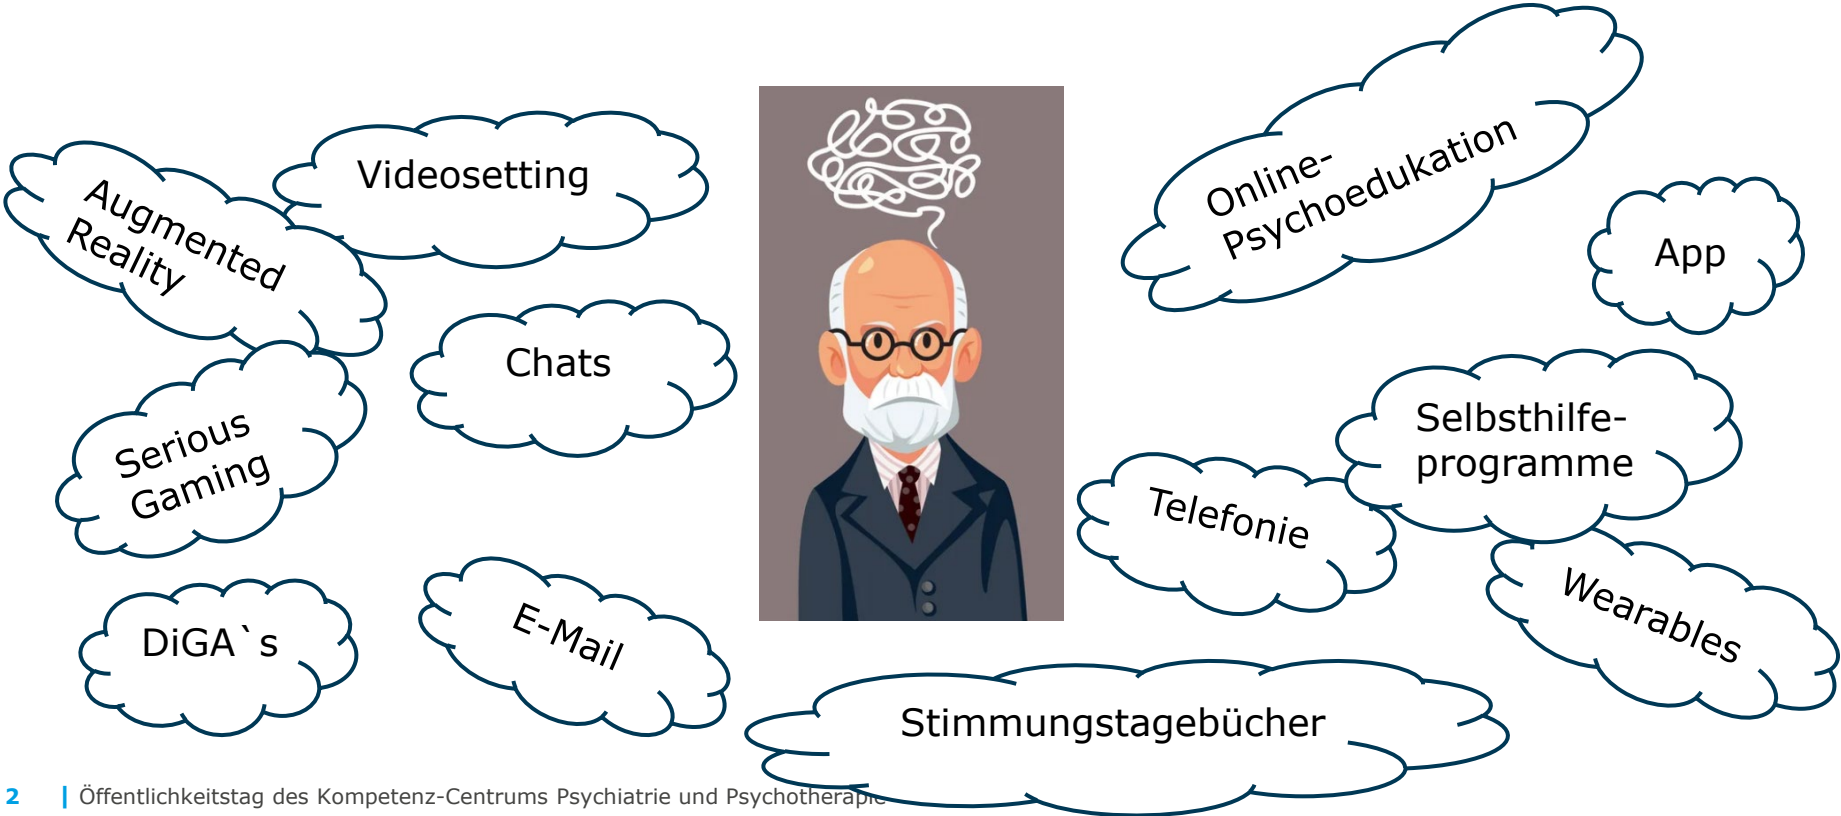 Videosetting
Augmented
Reality
Chats
Serious
Gaming
DiGA`s
E-Mail
Online-
Psychoedukation
App
Selbsthilfe-
programme
Telefonie
Wearables
Stimmungstagebücher
2 | Öffentlichkeitstag des Kompetenz-Centrums Psychiatrie und Psychotherapie